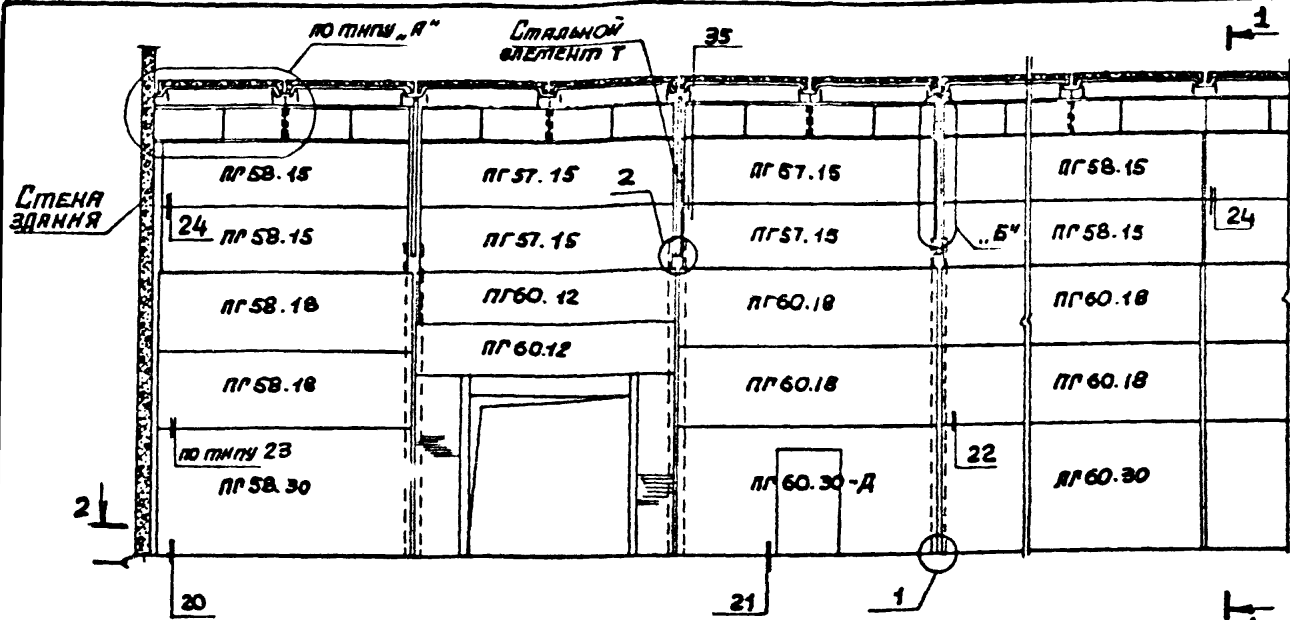 по типу „А"
Стальной
элемент Т
35
1
Стена
здания
ПГ58.15
ПГ57.15
2
ПГ57.15
ПГ58.15
24
ПГ58.15
ПГ57.15
ПГ57.15
„Б"
ПГ58.15
24
ПГ58.18
ПГ60.12
ПГ60.18
ПГ60.18
ПГ58.18
ПГ60.12
ПГ60.18
ПГ60.18
по типу 23
22
ПГ58.30
ПГ60.30-Д
ПГ60.30
2
20
21
1